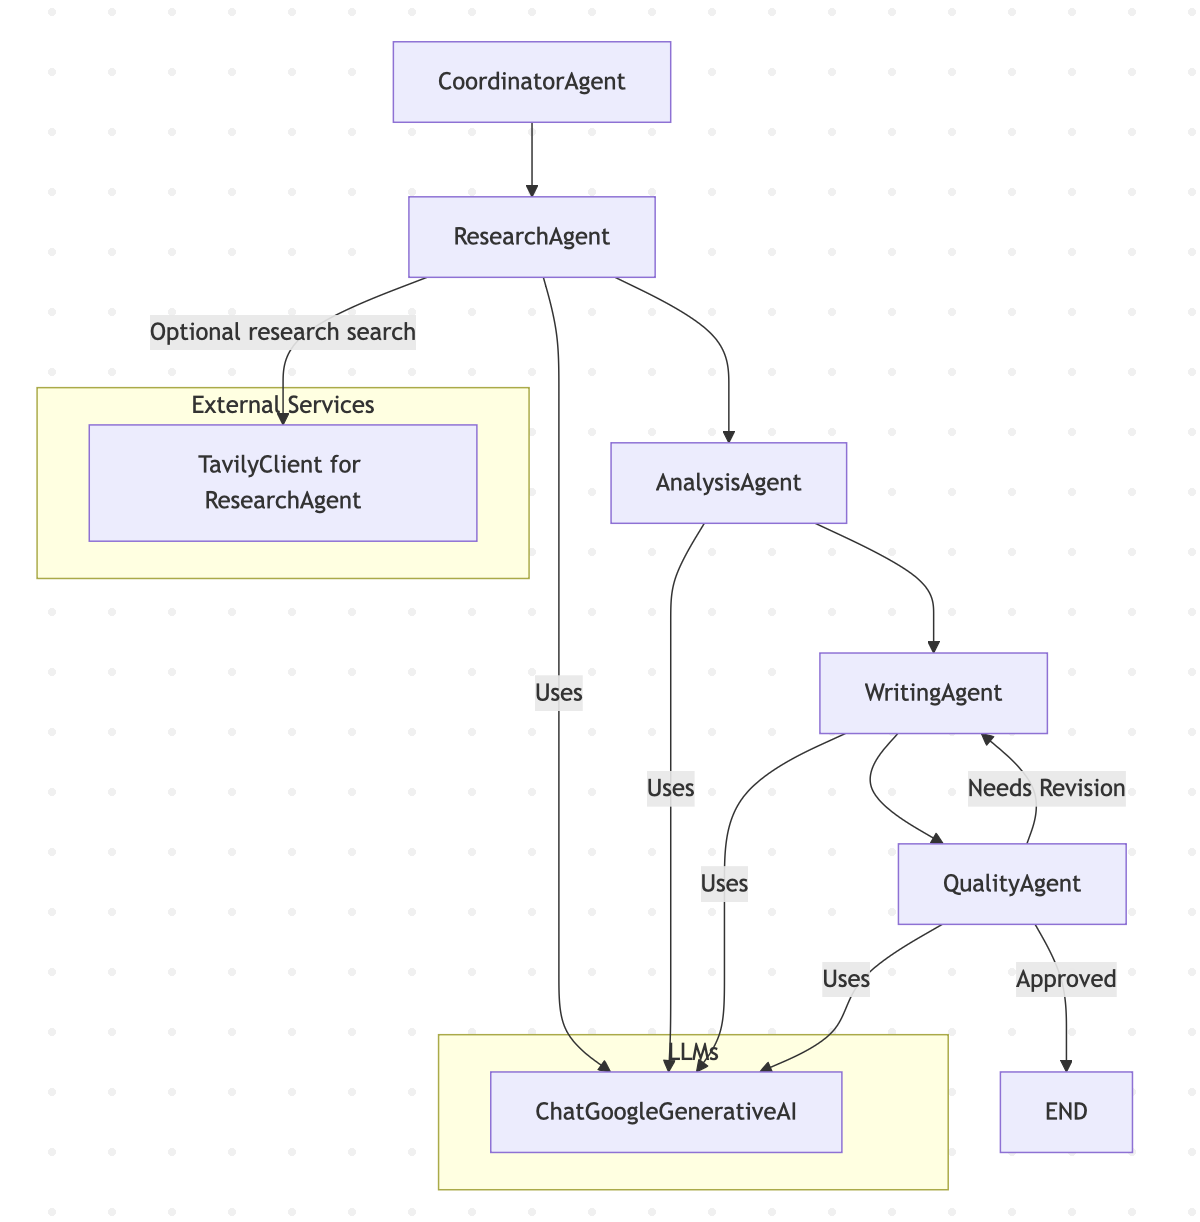 CoordinatorAgent
ResearchAgent
Optional research search
External Services
TavilyClient for
ResearchAgent
AnalysisAgent
WritingAgent
Uses
Uses
Needs Revision
Uses
QualityAgent
Uses
Approved
LLMs
ChatGoogleGenerativeAI
END